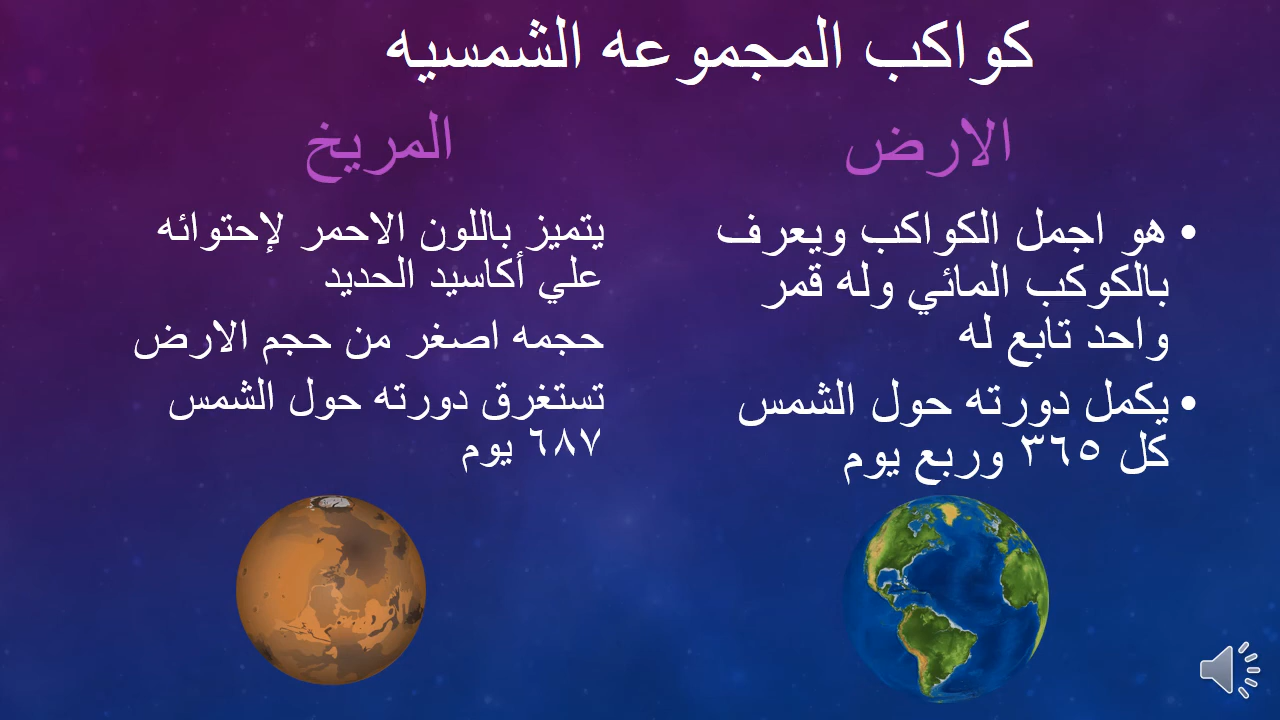 كواكب المجموعه الشمسيه
الارض
• هو اجمل الكواكب ويعرف
بالكوكب المائي وله قمر
واحد تابع له
• يكمل دورته حول الشمس
كل ٣٦٥ وربع يوم
المريخ
يتميز باللون الاحمر لإحتوائه
علي أكاسيد الحديد
حجمه اصغر من حجم الارض
تستغرق دورته حول الشمس
٦٨٧ يوم